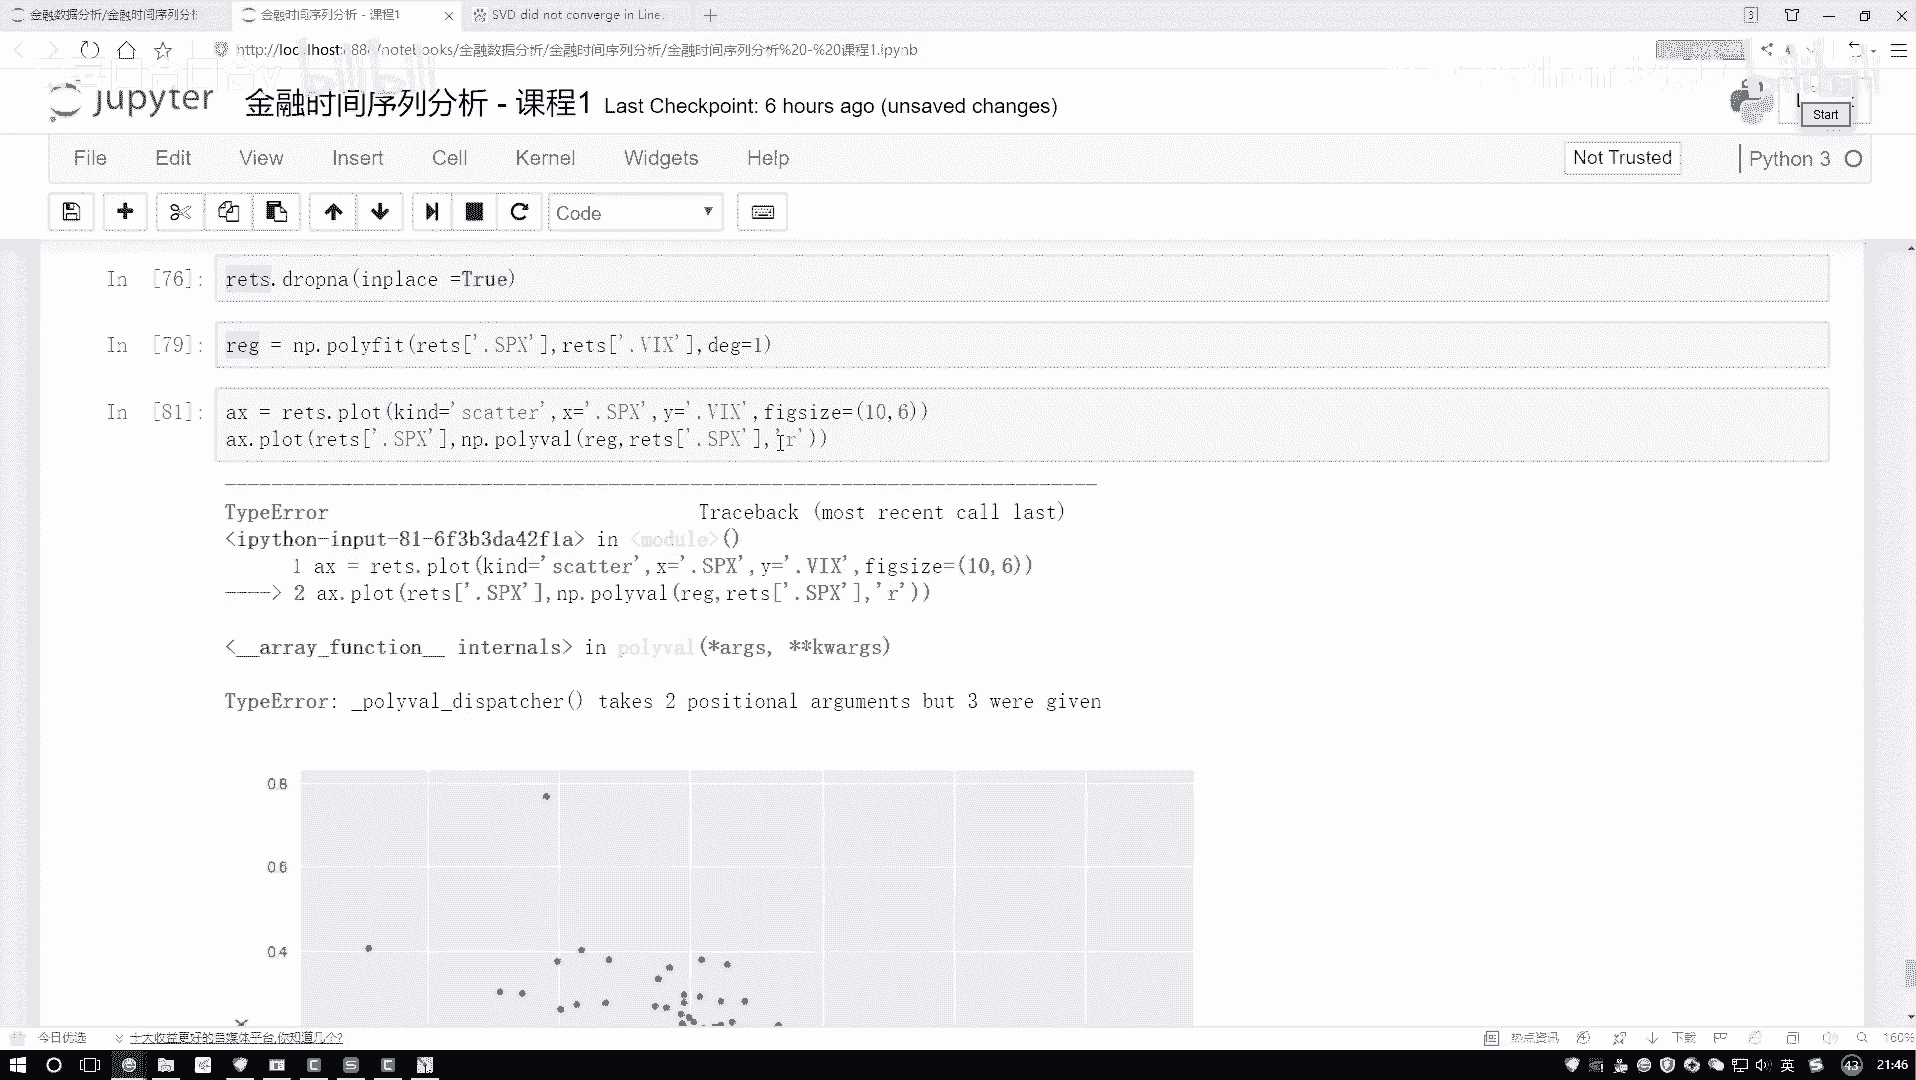 金融数据分析/金融时间序列分析
金融时间序列分析 - 课程1
SVD did not converge in Line
3
http://localhost:888/notebooks/金融数据分析/金融时间序列分析/金融时间序列分析%20-%20课程1.ipynb
bilibili
jupyter 金融时间序列分析 - 课程1 Last Checkpoint: 6 hours ago (unsaved changes)
Start
File Edit View Insert Cell Kernel Widgets Help
Not Trusted
Python 3
Code
In [76]: rets.dropna(inplace =True)
In [79]: reg = np.polyfit(rets['.SPX'],rets['.VIX'],deg=1)
In [81]: ax = rets.plot(kind='scatter',x='.SPX',y='.VIX',figsize=(10,6))
ax.plot(rets['.SPX'],np.polyval(reg,rets['.SPX'],'r'))
TypeError Traceback (most recent call last)
<ipython-input-81-6f3b3da42f1a> in <module>()
1 ax = rets.plot(kind='scatter',x='.SPX',y='.VIX',figsize=(10,6))
----> 2 ax.plot(rets['.SPX'],np.polyval(reg,rets['.SPX'],'r'))
<__array_function__ internals> in polyval(*args, **kwargs)
TypeError: _polyval_dispatcher() takes 2 positional arguments but 3 were given
0.8
0.6
0.4
今日优选
十大收益更好的自媒体平台,你知道几个?
热点资讯
下载
160%
英
43
21:46